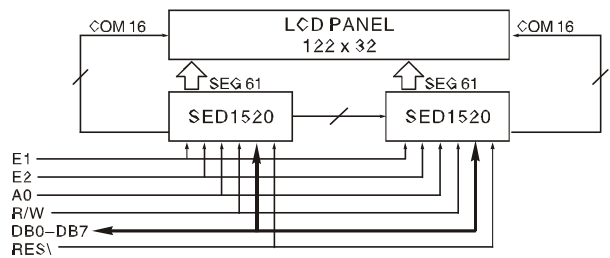 COM 16
LCD PANEL
122 x 32
COM 16
SEG 61
SEG 61
SED1520
SED1520
E1
E2
A0
R/W
DB0–DB7
RES\